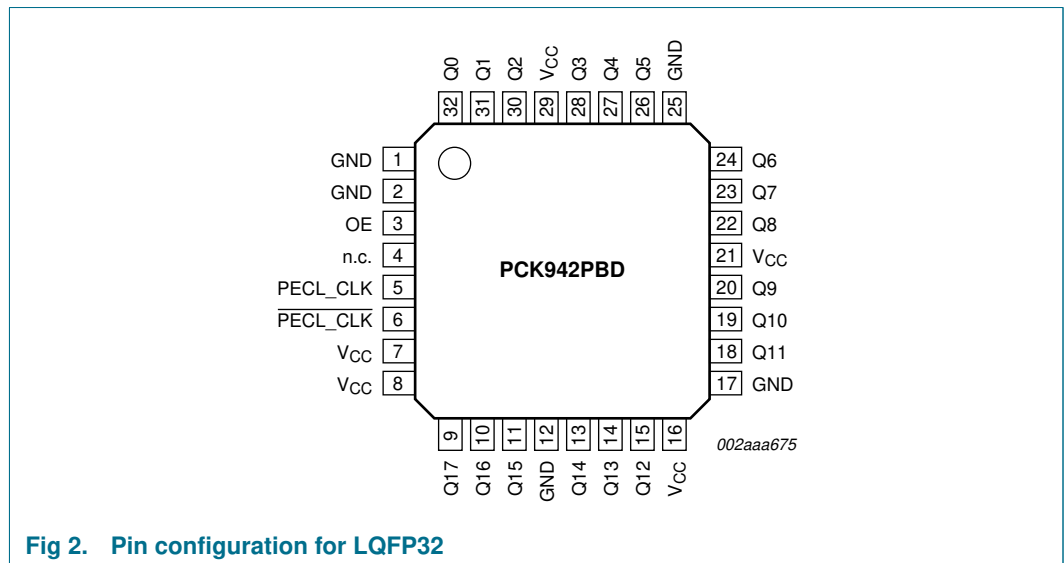 Q0 Q1 Q2 VCC Q3 Q4 Q5 GND
32 31 30 29 28 27 26 25
GND 1
GND 2
OE 3
n.c. 4
PECL_CLK 5
PECL_CLK 6
VCC 7
VCC 8
PCK942PBD
24 Q6
23 Q7
22 Q8
21 VCC
20 Q9
19 Q10
18 Q11
17 GND
9 10 11 12 13 14 15 16
Q17 Q16 Q15 GND Q14 Q13 Q12 VCC
002aaa675
Fig 2. Pin configuration for LQFP32